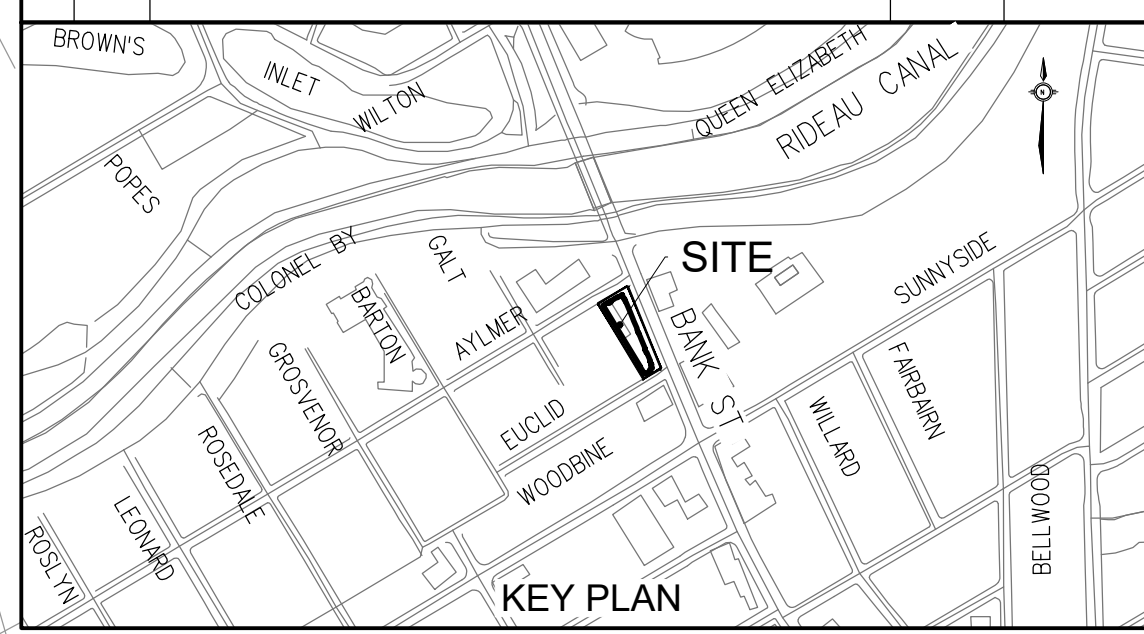 BROWN'S
INLET
WILTON
QUEEN ELIZABETH
RIDEAU CANAL
N
POPES
COLONEL BY
GALT
SITE
SUNNYSIDE
BARTON
AYLMER
BANK ST
GROSVENOR
FAIRBAIRN
EUCLID
WILLARD
ROSEDALE
WOODBINE
LEONARD
BELLWOOD
ROSLYN
KEY PLAN